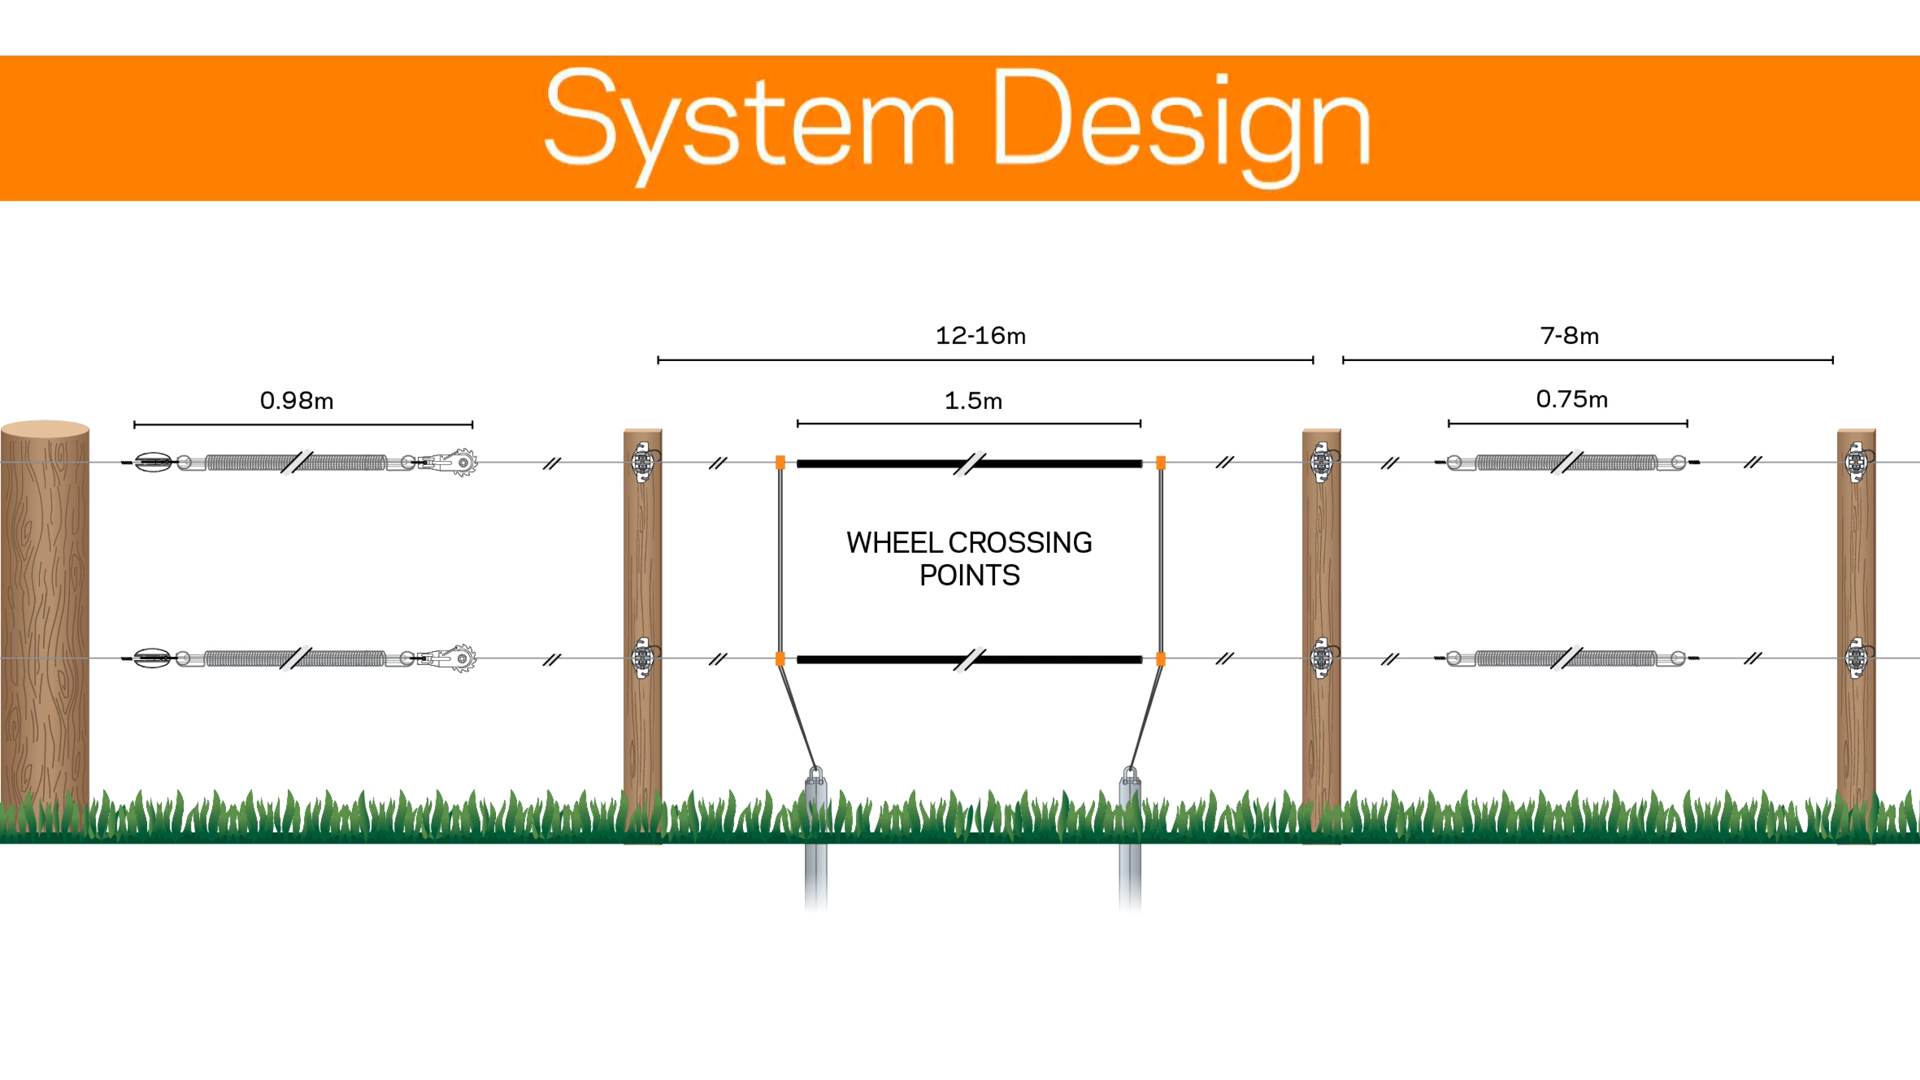 System Design
12-16m
7-8m
0.98m
1.5m
0.75m
WHEEL CROSSING
POINTS